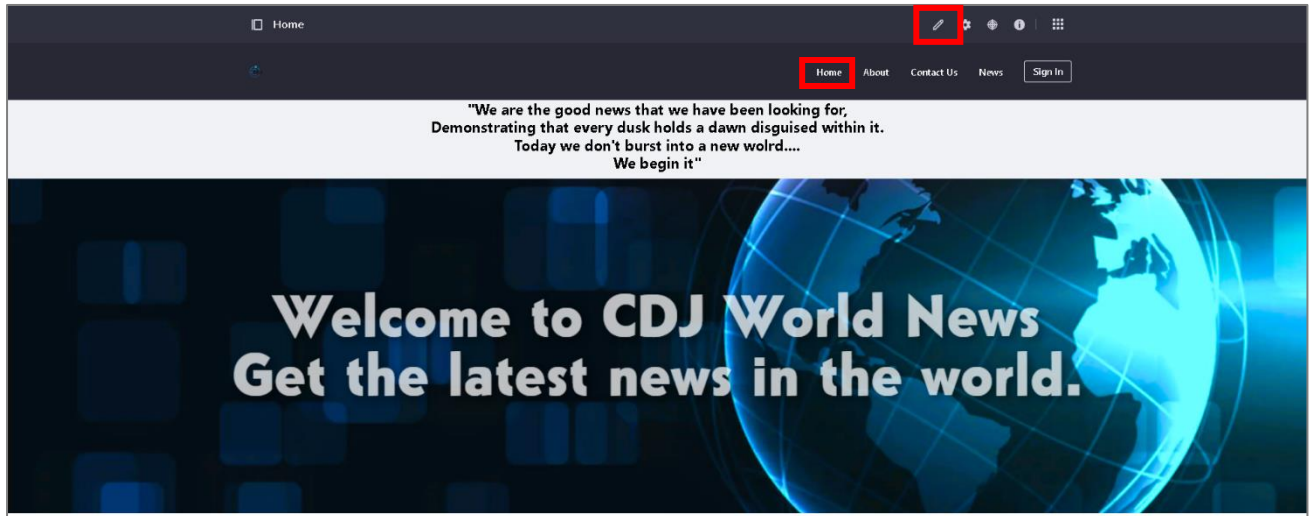 Home
Home About Contact Us News Sign In
"We are the good news that we have been looking for,
Demonstrating that every dusk holds a dawn disguised within it.
Today we don't burst into a new wolrd....
We begin it"
Welcome to CDJ World News
Get the latest news in the world.